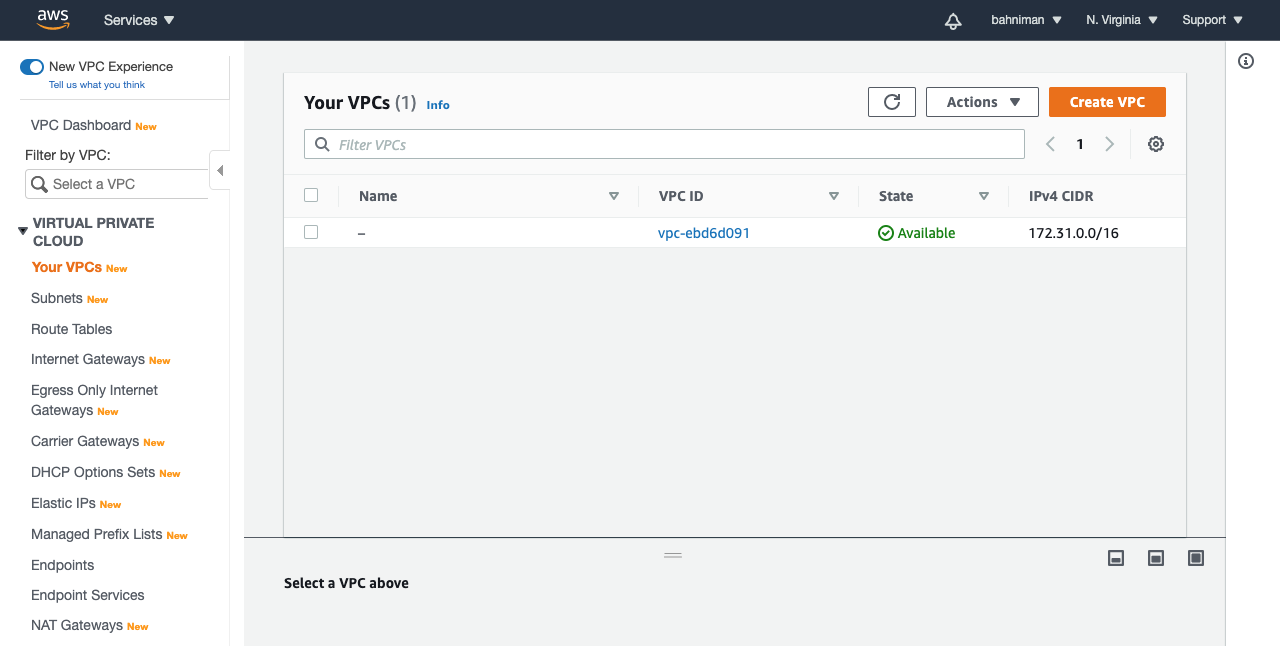 aws
Services
bahniman
N. Virginia
Support
New VPC Experience
Tell us what you think
VPC Dashboard New
Filter by VPC:
Select a VPC
VIRTUAL PRIVATE
CLOUD
Your VPCs New
Subnets New
Route Tables
Internet Gateways New
Egress Only Internet
Gateways New
Carrier Gateways New
DHCP Options Sets New
Elastic IPs New
Managed Prefix Lists New
Endpoints
Endpoint Services
NAT Gateways New
Your VPCs (1) Info
Actions
Create VPC
Filter VPCs
1
Name VPC ID State IPv4 CIDR
– vpc-ebd6d091 Available 172.31.0.0/16
Select a VPC above